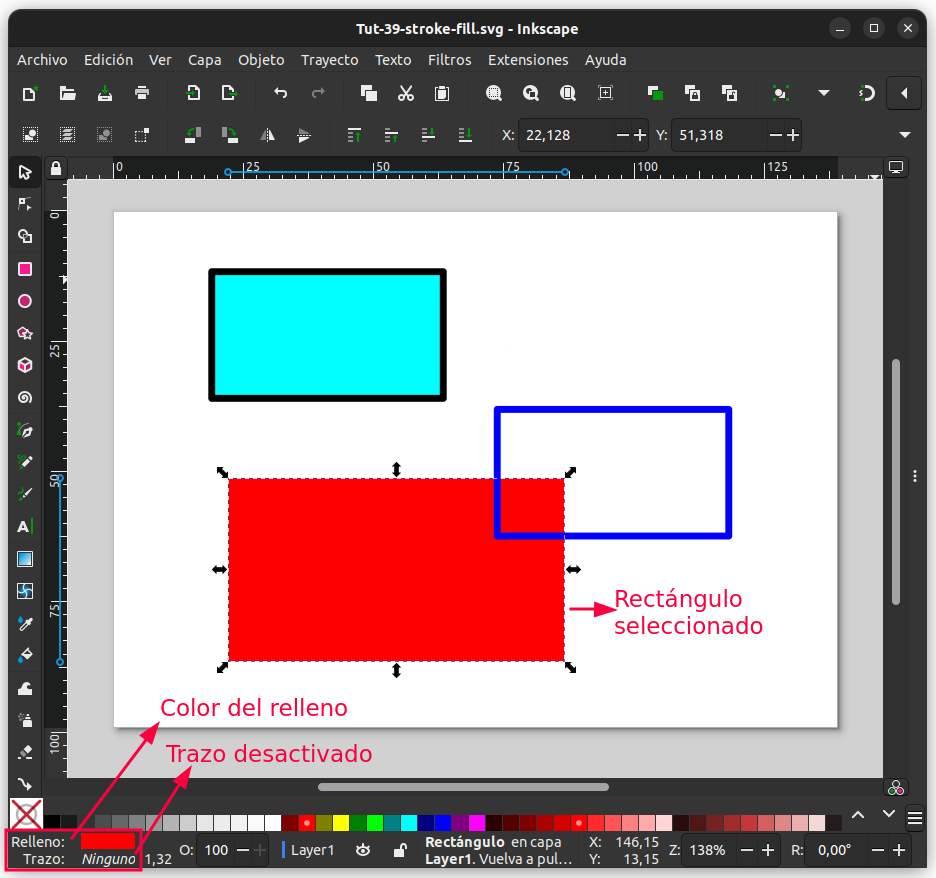 Tut-39-stroke-fill.svg - Inkscape
Archivo Edición Ver Capa Objeto Trayecto Texto Filtros Extensiones Ayuda
X: 22,128 Y: 51,318
0 25 50 75 100 125
0
25
50
75
100
Rectángulo
seleccionado
Color del relleno
Trazo desactivado
Relleno:
Trazo: Ninguno 1,32
O: 100
Layer1
Rectángulo en capa
Layer1. Vuelva a pul…
X: 146,15
Y: 13,15
Z: 138%
R: 0,00°